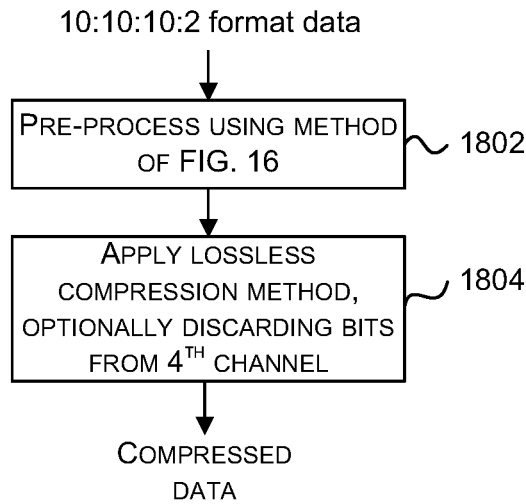 10:10:10:2 format data
PRE-PROCESS USING METHOD
OF FIG. 16
1802
APPLY LOSSLESS
COMPRESSION METHOD,
OPTIONALLY DISCARDING BITS
FROM 4TH CHANNEL
1804
COMPRESSED
DATA